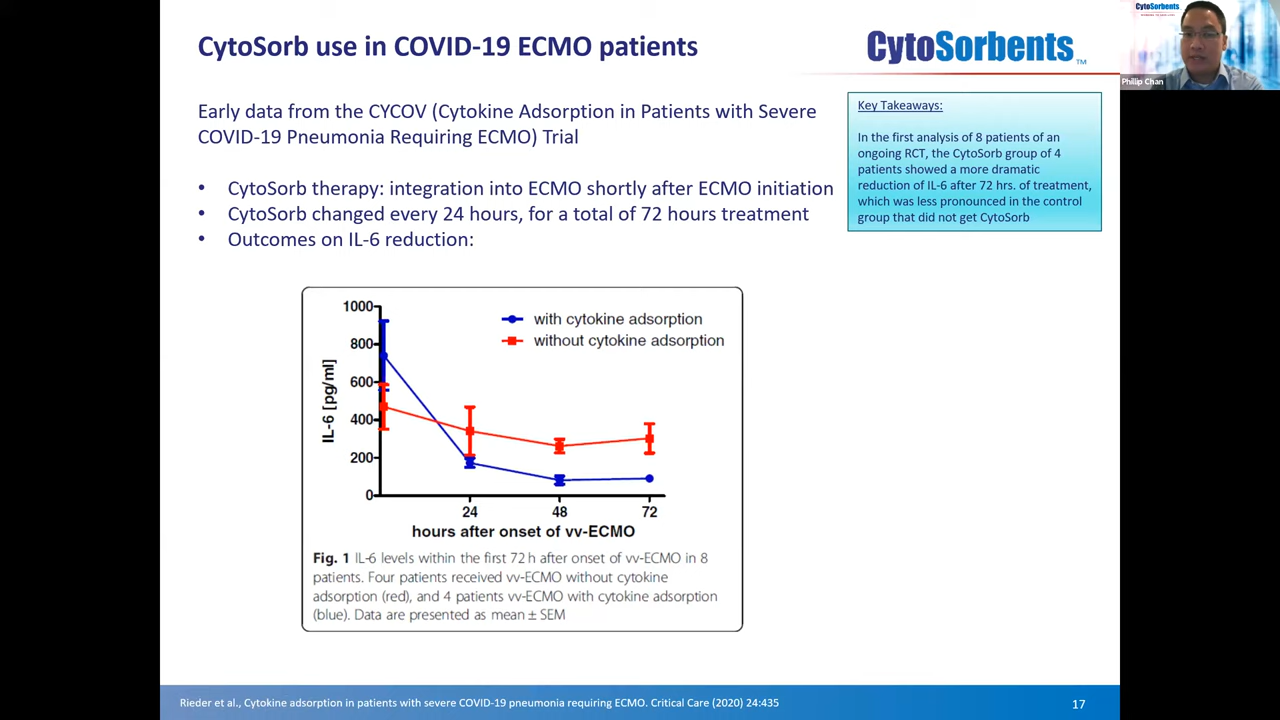 CytoSorb use in COVID-19 ECMO patients
CytoSorbents™
CytoSorbents
Philip Chan
Early data from the CYCOV (Cytokine Adsorption in Patients with Severe
COVID-19 Pneumonia Requiring ECMO) Trial
• CytoSorb therapy: integration into ECMO shortly after ECMO initiation
• CytoSorb changed every 24 hours, for a total of 72 hours treatment
• Outcomes on IL-6 reduction:
Key Takeaways:
In the first analysis of 8 patients of an
ongoing RCT, the CytoSorb group of 4
patients showed a more dramatic
reduction of IL-6 after 72 hrs. of treatment,
which was less pronounced in the control
group that did not get CytoSorb
with cytokine adsorption
without cytokine adsorption
IL-6 [pg/ml]
1000
800
600
400
200
0
24 48 72
hours after onset of vv-ECMO
Fig. 1 IL-6 levels within the first 72 h after onset of vv-ECMO in 8
patients. Four patients received vv-ECMO without cytokine
adsorption (red), and 4 patients vv-ECMO with cytokine adsorption
(blue). Data are presented as mean ± SEM
Rieder et al., Cytokine adsorption in patients with severe COVID-19 pneumonia requiring ECMO. Critical Care (2020) 24:435
17